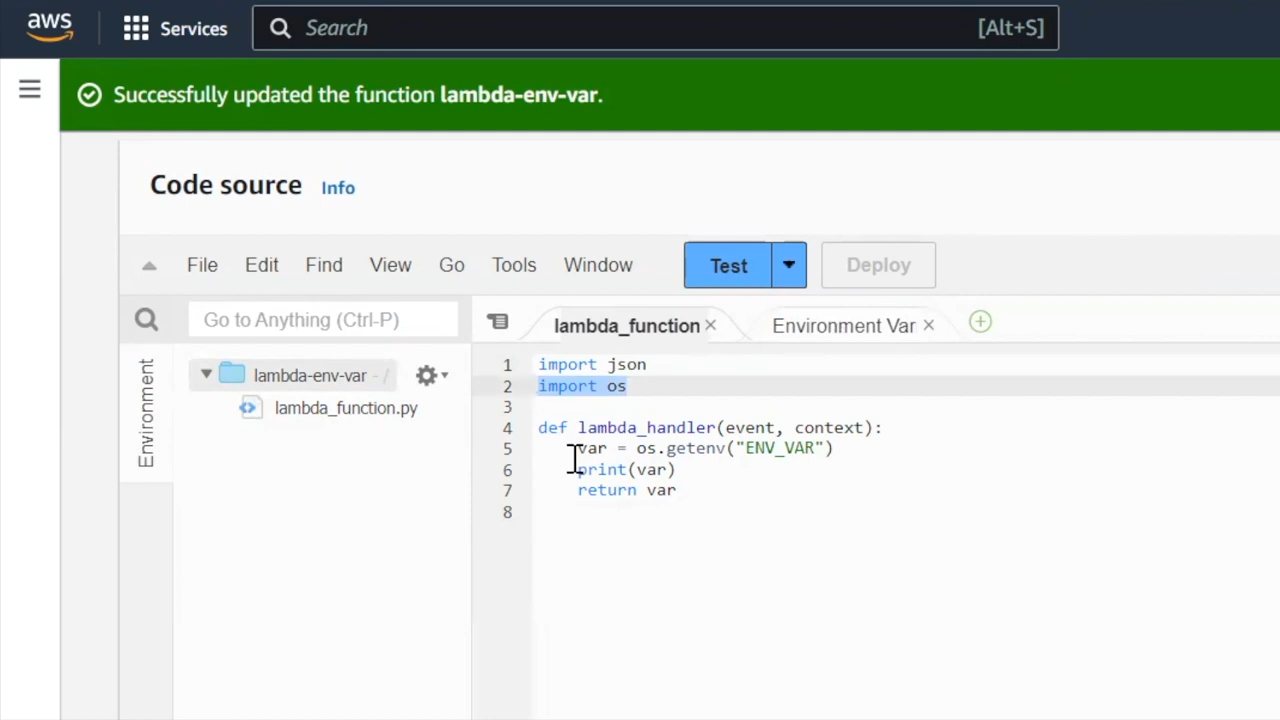 aws Services Search [Alt+S]
Successfully updated the function lambda-env-var.
Code source Info
File Edit Find View Go Tools Window Test Deploy
Go to Anything (Ctrl-P) lambda_function × Environment Var ×
Environment
lambda-env-var - /
lambda_function.py
1 import json
2 import os
3
4 def lambda_handler(event, context):
5 var = os.getenv("ENV_VAR")
6 print(var)
7 return var
8